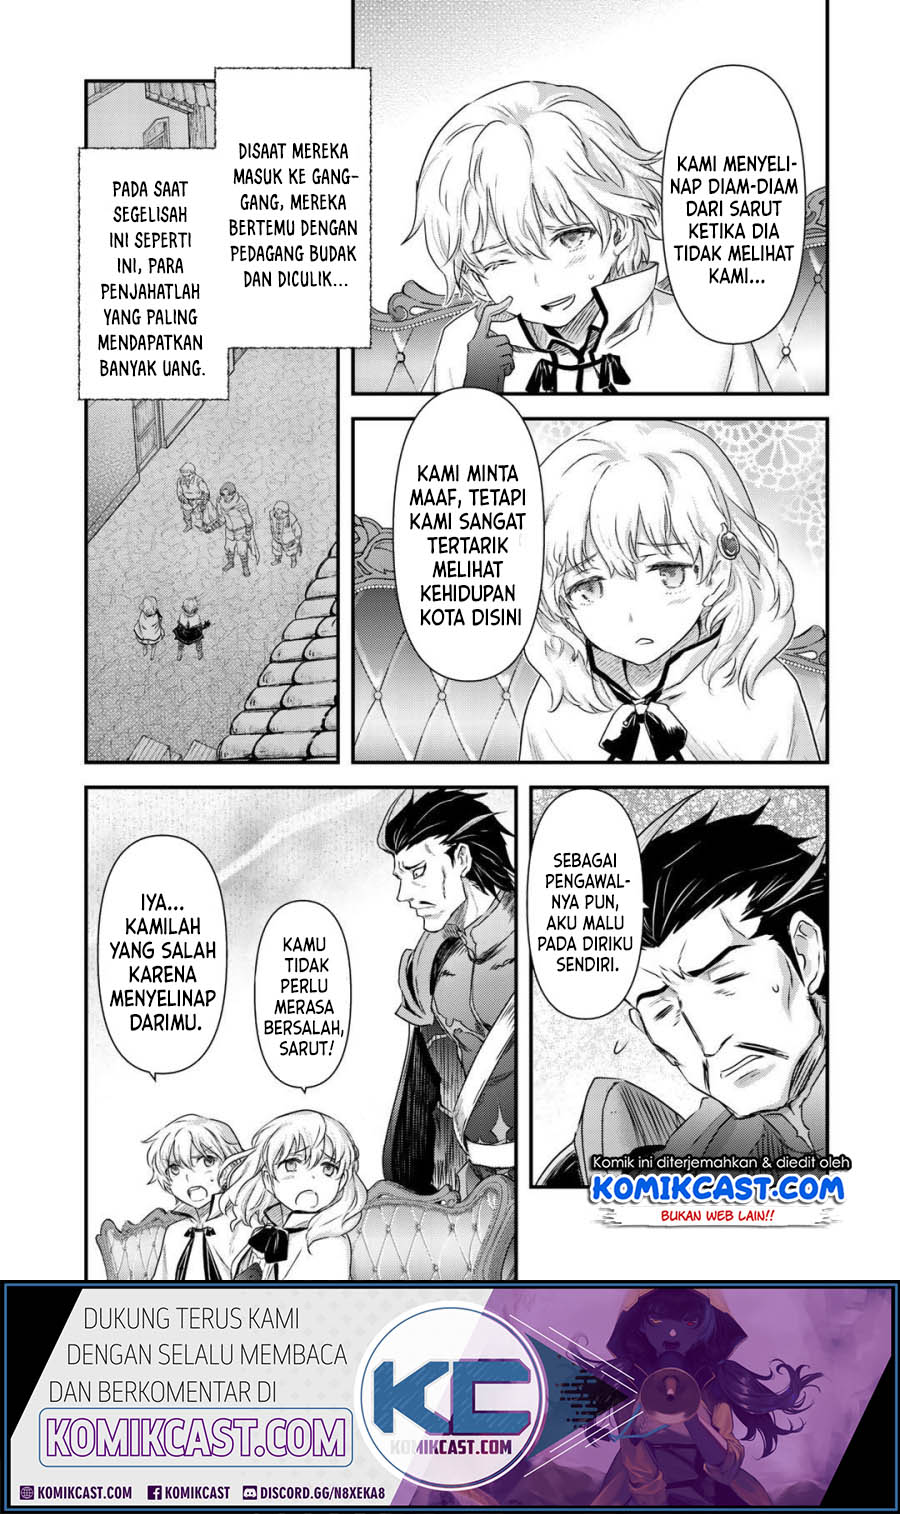 KAMI MENYELI-
NAP DIAM-DIAM
DARI SARUT
KETIKA DIA
TIDAK MELIHAT
KAMI...
DISAAT MEREKA
MASUK KE GANG-
GANG, MEREKA
BERTEMU DENGAN
PEDAGANG BUDAK
DAN DICULIK...
PADA SAAT
SEGELISAH
INI SEPERTI
INI, PARA
PENJAHATLAH
YANG PALING
MENDAPATKAN
BANYAK UANG.
KAMI MINTA
MAAF, TETAPI
KAMI SANGAT
TERTARIK
MELIHAT
KEHIDUPAN
KOTA DISINI
SEBAGAI
PENGAWAL-
NYA PUN,
AKU MALU
PADA DIRIKU
SENDIRI.
KAMU
TIDAK
PERLU
MERASA
BERSALAH,
SARUT!
IYA...
KAMILAH
YANG SALAH
KARENA
MENYELINAP
DARIMU.
Komik ini diterjemahkan & diedit oleh
KOMIKCAST.COM
BUKAN WEB LAIN!!
DUKUNG TERUS KAMI
DENGAN SELALU MEMBACA
DAN BERKOMENTAR DI
KOMIKCAST.COM
KC
KOMIKCAST.COM
KOMIKCAST.COM KOMIKCAST DISCORD.GG/N8XEKA8